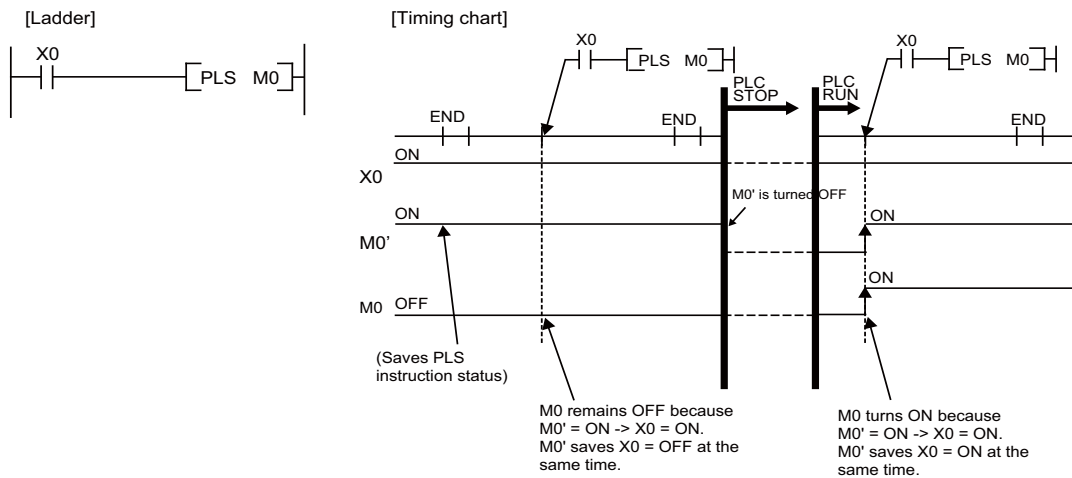 [Ladder]
X0
PLS M0
[Timing chart]
X0
PLS M0
X0
PLS M0
PLC
STOP
PLC
RUN
END
END
END
ON
X0
M0' is turned OFF
ON
ON
M0’
ON
M0 OFF
(Saves PLS
instruction status)
M0 remains OFF because
M0' = ON -> X0 = ON.
M0' saves X0 = OFF at the
same time.
M0 turns ON because
M0' = ON -> X0 = ON.
M0' saves X0 = ON at the
same time.